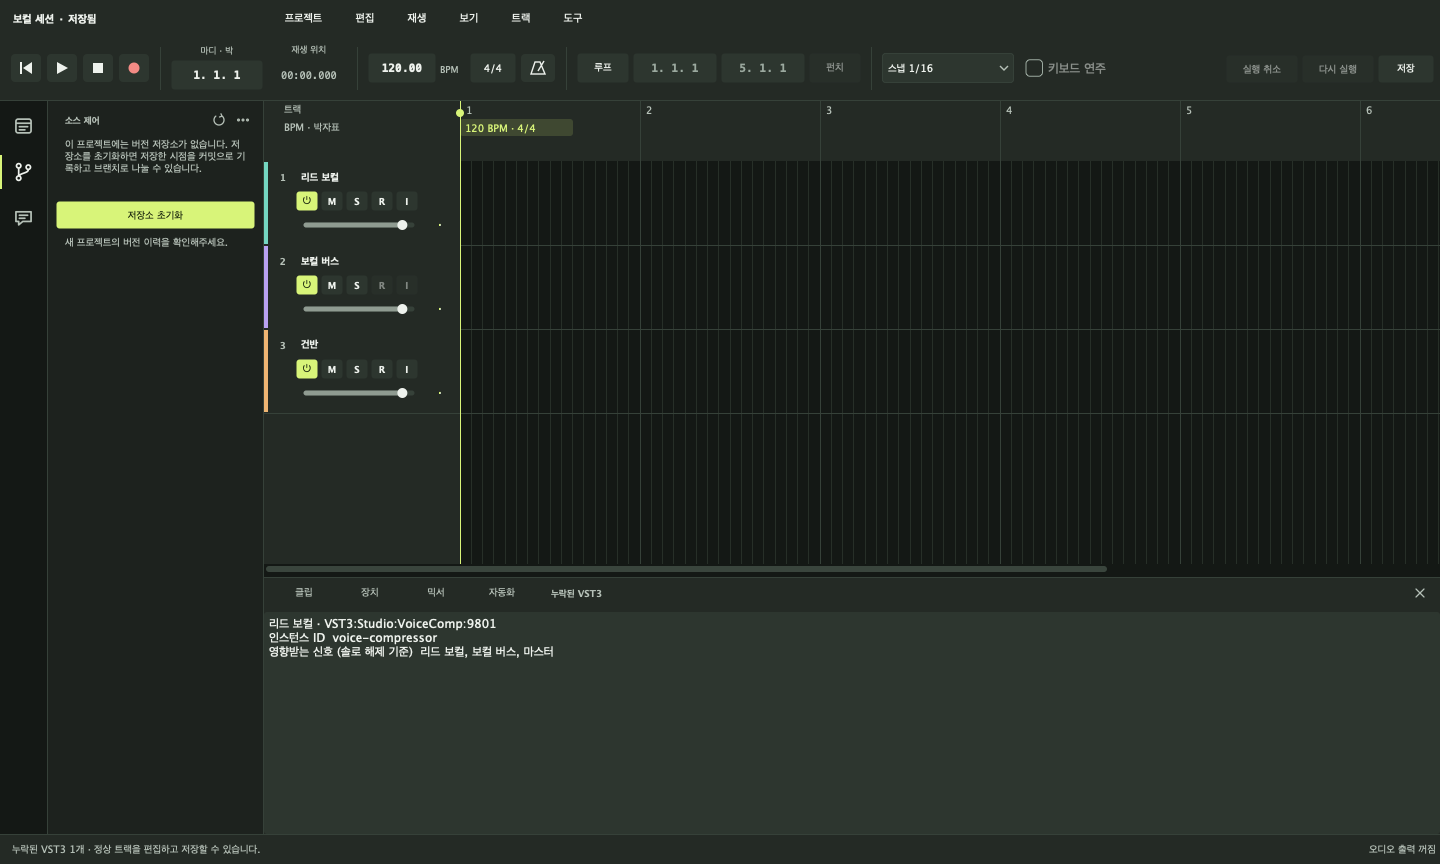 보컬 세션 · 저장됨
프로젝트 편집 재생 보기 트랙 도구
마디 · 박
1. 1. 1
재생 위치
00:00.000
120.00 BPM 4/4
루프 1. 1. 1 5. 1. 1 펀치
스냅 1/16
키보드 연주
실행 취소 다시 실행 저장
소스 제어
이 프로젝트에는 버전 저장소가 없습니다. 저
장소를 초기화하면 저장한 시점을 커밋으로 기
록하고 브랜치로 나눌 수 있습니다.
저장소 초기화
새 프로젝트의 버전 이력을 확인해주세요.
트랙
BPM · 박자표
1 2 3 4 5 6
120 BPM · 4/4
1 리드 보컬
M S R I
2 보컬 버스
M S R I
3 건반
M S R I
클립 장치 믹서 자동화 누락된 VST3
리드 보컬 · VST3:Studio:VoiceComp:9801
인스턴스 ID voice-compressor
영향받는 신호 (솔로 해제 기준) 리드 보컬, 보컬 버스, 마스터
누락된 VST3 1개 · 정상 트랙을 편집하고 저장할 수 있습니다.
오디오 출력 꺼짐